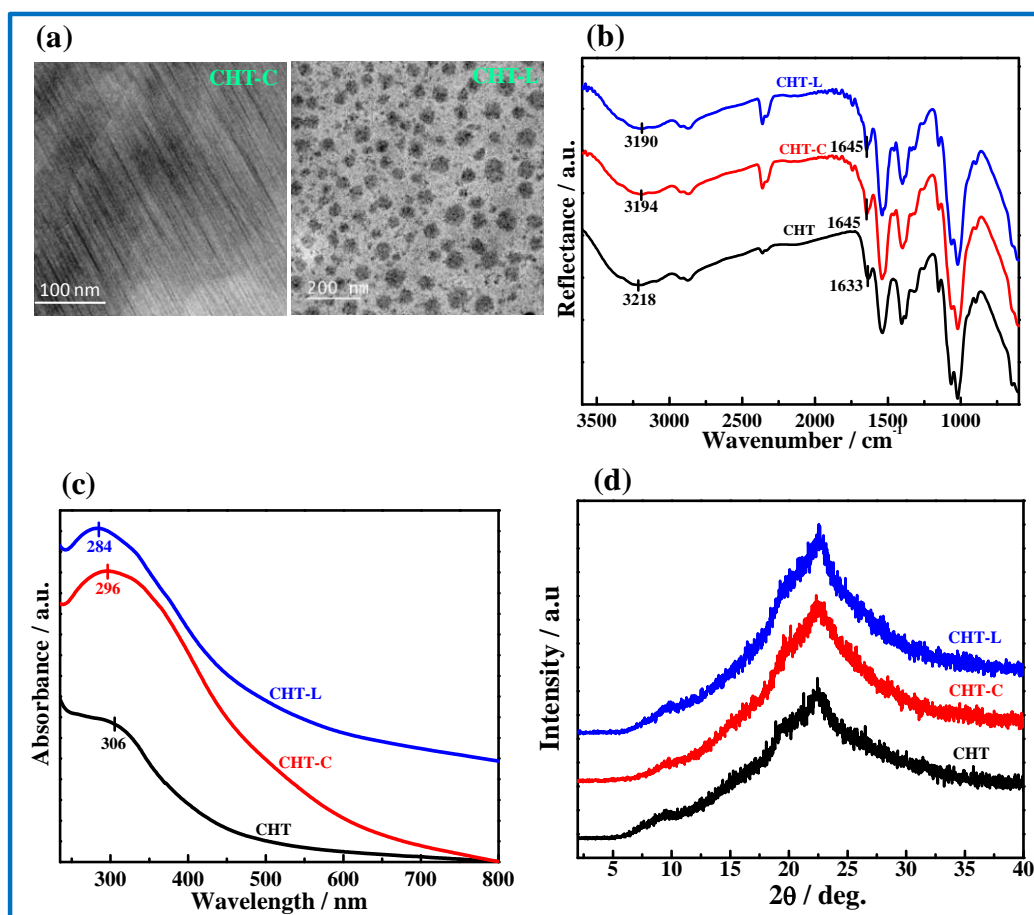 (a)
CHT-C
100 nm
CHT-L
200 nm
(b)
Reflectance / a.u.
CHT-L
3190
1645
CHT-C
3194
1645
CHT
3218
1633
3500 3000 2500 2000 1500 1000
Wavenumber / cm-1
(c)
Absorbance / a.u.
284
296
CHT-L
306
CHT-C
CHT
300 400 500 600 700 800
Wavelength / nm
(d)
Intensity / a.u
CHT-L
CHT-C
CHT
5 10 15 20 25 30 35 40
2θ / deg.